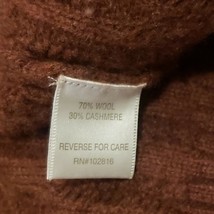 70% WOOL
30% CASHMERE
REVERSE FOR CARE
RN#102816